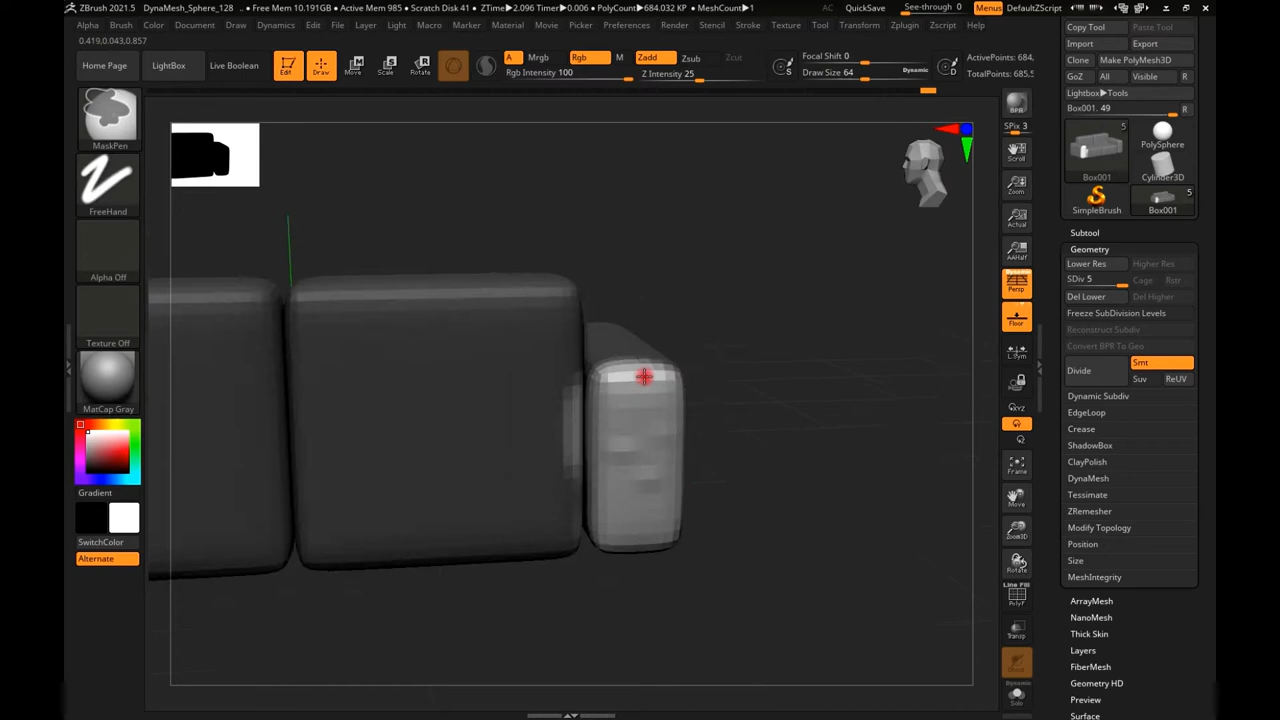 ZBrush 2021.5 DynaMesh_Sphere_128 .. • Free Mem 10.191GB • Active Mem 985 • Scratch Disk 41 • ZTime▶2.096 Timer▶0.006 • PolyCount▶684.032 KP • MeshCount▶1 AC QuickSave See-through 0 Menus DefaultZScript
Alpha Brush Color Document Draw Dynamics Edit File Layer Light Macro Marker Material Movie Picker Preferences Render Stencil Stroke Texture Tool Transform Zplugin Zscript Help
0.419,0.043,0.857
Home Page LightBox Live Boolean Edit Draw Move Scale Rotate
A Mrgb Rgb M Zadd Zsub Zcut
Rgb Intensity 100 Z Intensity 25
Focal Shift 0
Draw Size 64 Dynamic
S D
ActivePoints: 684,
TotalPoints: 685,5
MaskPen
FreeHand
Alpha Off
Texture Off
MatCap Gray
Gradient
SwitchColor
Alternate
BPR
SPix 3
Scroll
Zoom
Actual
AAHalf
Dynamic
Persp
Floor
L.Sym
XYZ
Frame
Move
Zoom3D
Rotate
Line Fill
PolyF
Transp
Ghost
Dynamic
Solo
Copy Tool Paste Tool
Import Export
Clone Make PolyMesh3D
GoZ All Visible R
Lightbox▶Tools
Box001. 49 R
5
Box001
PolySphere
Cylinder3D
SimpleBrush
5
Box001
Subtool
Geometry
Lower Res Higher Res
SDiv 5 Cage Rstr
Del Lower Del Higher
Freeze SubDivision Levels
Reconstruct Subdiv
Convert BPR To Geo
Divide Smt
Suv ReUV
Dynamic Subdiv
EdgeLoop
Crease
ShadowBox
ClayPolish
DynaMesh
Tessimate
ZRemesher
Modify Topology
Position
Size
MeshIntegrity
ArrayMesh
NanoMesh
Thick Skin
Layers
FiberMesh
Geometry HD
Preview
Surface